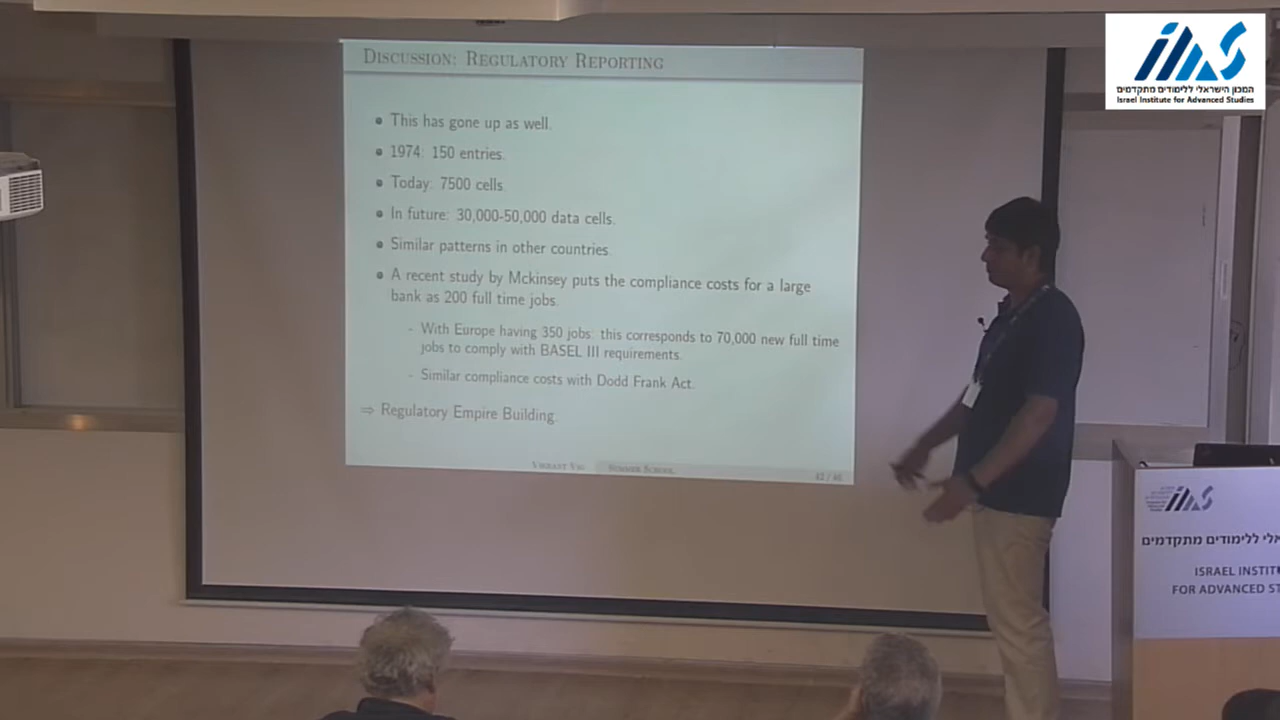 DISCUSSION: REGULATORY REPORTING
This has gone up as well.
1974: 150 entries.
Today: 7500 cells.
In future: 30,000-50,000 data cells.
Similar patterns in other countries.
A recent study by Mckinsey puts the compliance costs for a large
bank as 200 full time jobs.
- With Europe having 350 jobs: this corresponds to 70,000 new full time
jobs to comply with BASEL III requirements.
- Similar compliance costs with Dodd Frank Act.
⇒ Regulatory Empire Building.
VIKRANT VIG SUMMER SCHOOL
המכון הישראלי ללימודים מתקדמים
Israel Institute for Advanced Studies
אלי ללימודים מתקדמים
ISRAEL INSTIT
FOR ADVANCED ST